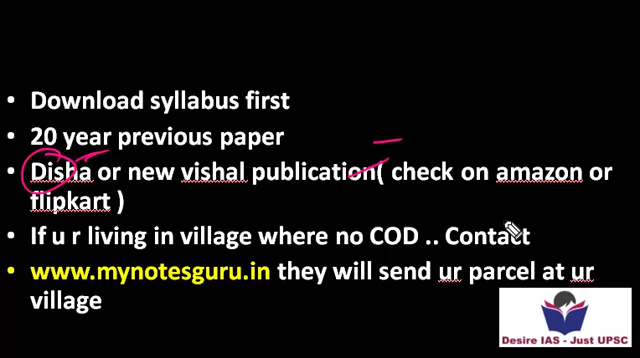 • Download syllabus first
• 20 year previous paper
• Disha or new vishal publication( check on amazon or
flipkart )
• If u r living in village where no COD .. Contact
• www.mynotesguru.in they will send ur parcel at ur
village
Desire IAS - Just UPSC